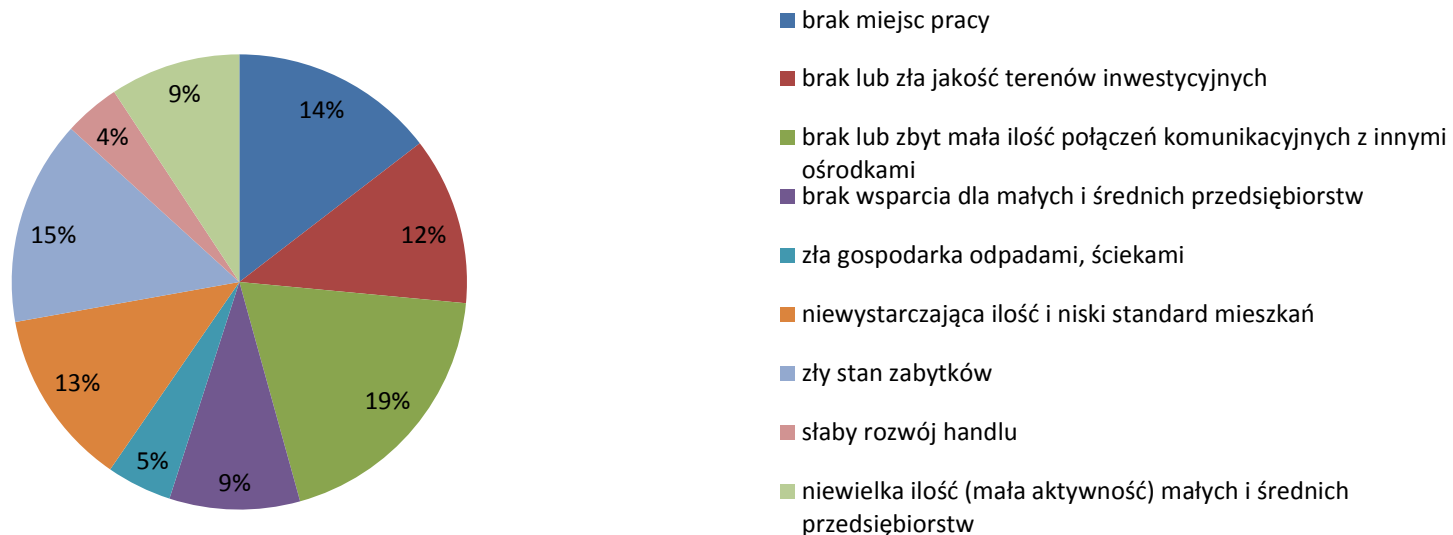 14%
12%
19%
9%
5%
13%
15%
4%
9%
brak miejsc pracy
brak lub zła jakość terenów inwestycyjnych
brak lub zbyt mała ilość połączeń komunikacyjnych z innymi
ośrodkami
brak wsparcia dla małych i średnich przedsiębiorstw
zła gospodarka odpadami, ściekami
niewystarczająca ilość i niski standard mieszkań
zły stan zabytków
słaby rozwój handlu
niewielka ilość (mała aktywność) małych i średnich
przedsiębiorstw